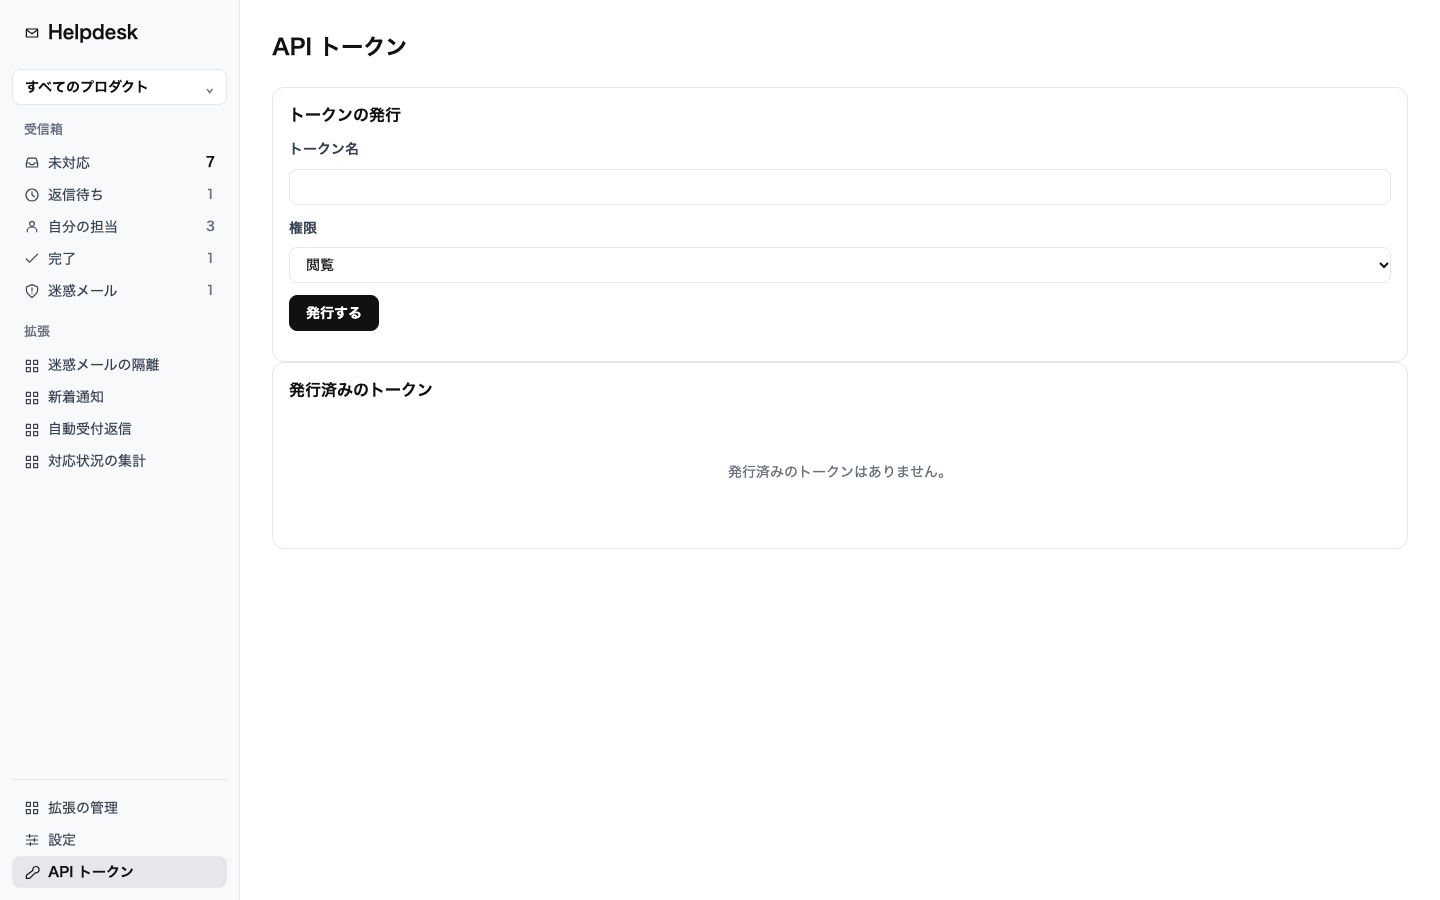 Helpdesk
すべてのプロダクト
受信箱
未対応 7
返信待ち 1
自分の担当 3
完了 1
迷惑メール 1
拡張
迷惑メールの隔離
新着通知
自動受付返信
対応状況の集計
拡張の管理
設定
API トークン
API トークン
トークンの発行
トークン名
権限
閲覧
発行する
発行済みのトークン
発行済みのトークンはありません。